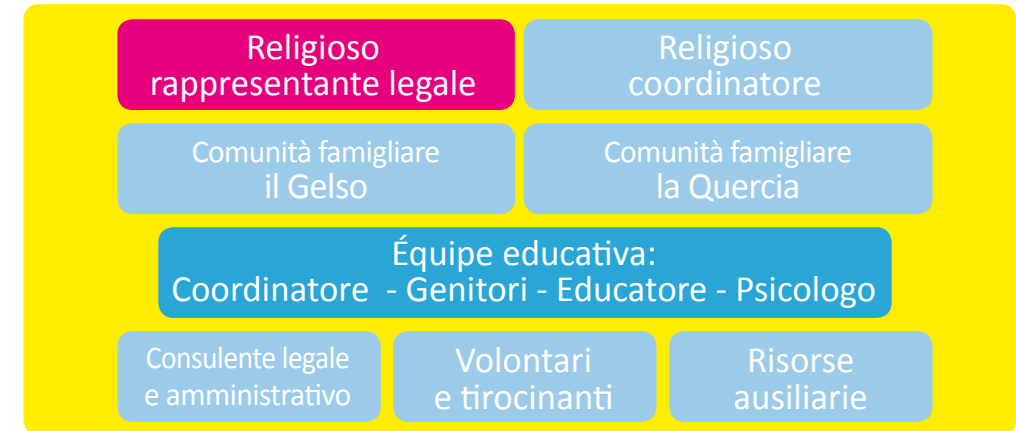 Religioso
rappresentante legale
Religioso
coordinatore
Comunità famigliare
il Gelso
Comunità famigliare
la Quercia
Équipe educativa:
Coordinatore - Genitori - Educatore - Psicologo
Consulente legale
e amministrativo
Volontari
e tirocinanti
Risorse
ausiliarie